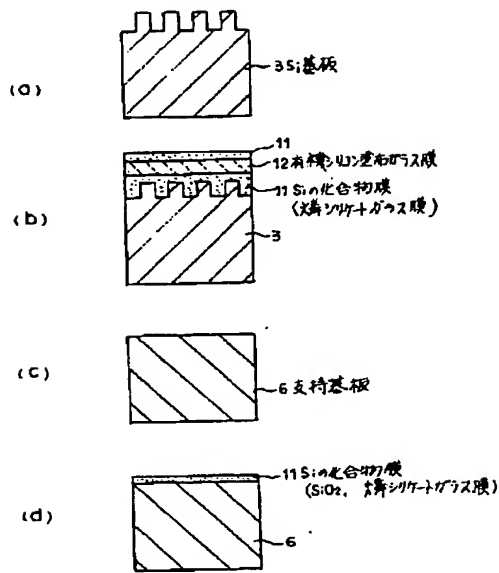 (a)
3 Si基板
11
12 有機シリコン塗布ガラス膜
11 Siの化合物膜
(燐シリケートガラス膜)
(b)
3
(c)
6 支持基板
11 Siの化合物膜
(SiO2, 燐シリケートガラス膜)
(d)
6